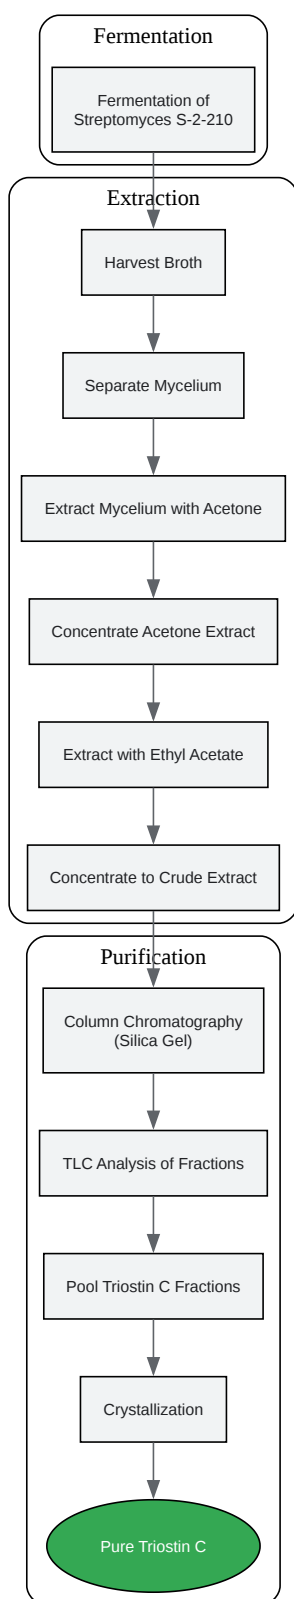 Fermentation
Fermentation of
Streptomyces S-2-210
Extraction
Harvest Broth
Separate Mycelium
Extract Mycelium with Acetone
Concentrate Acetone Extract
Extract with Ethyl Acetate
Concentrate to Crude Extract
Purification
Column Chromatography
(Silica Gel)
TLC Analysis of Fractions
Pool Triostin C Fractions
Crystallization
Pure Triostin C